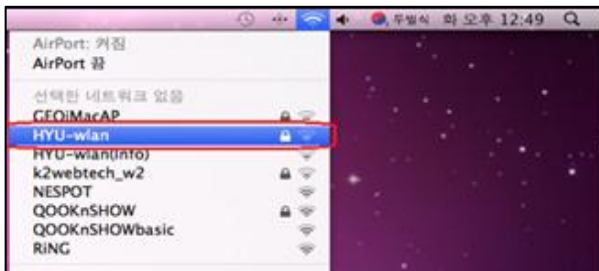 두범식 화 오후 12:49
AirPort: 켜짐
AirPort 끔
선택한 네트워크 없음
GEOiMacAP
HYU-wlan
HYU-wlan(Info)
k2webtech_w2
NESPOT
QOOKnSHOW
QOOKnSHOWbasic
RiNG